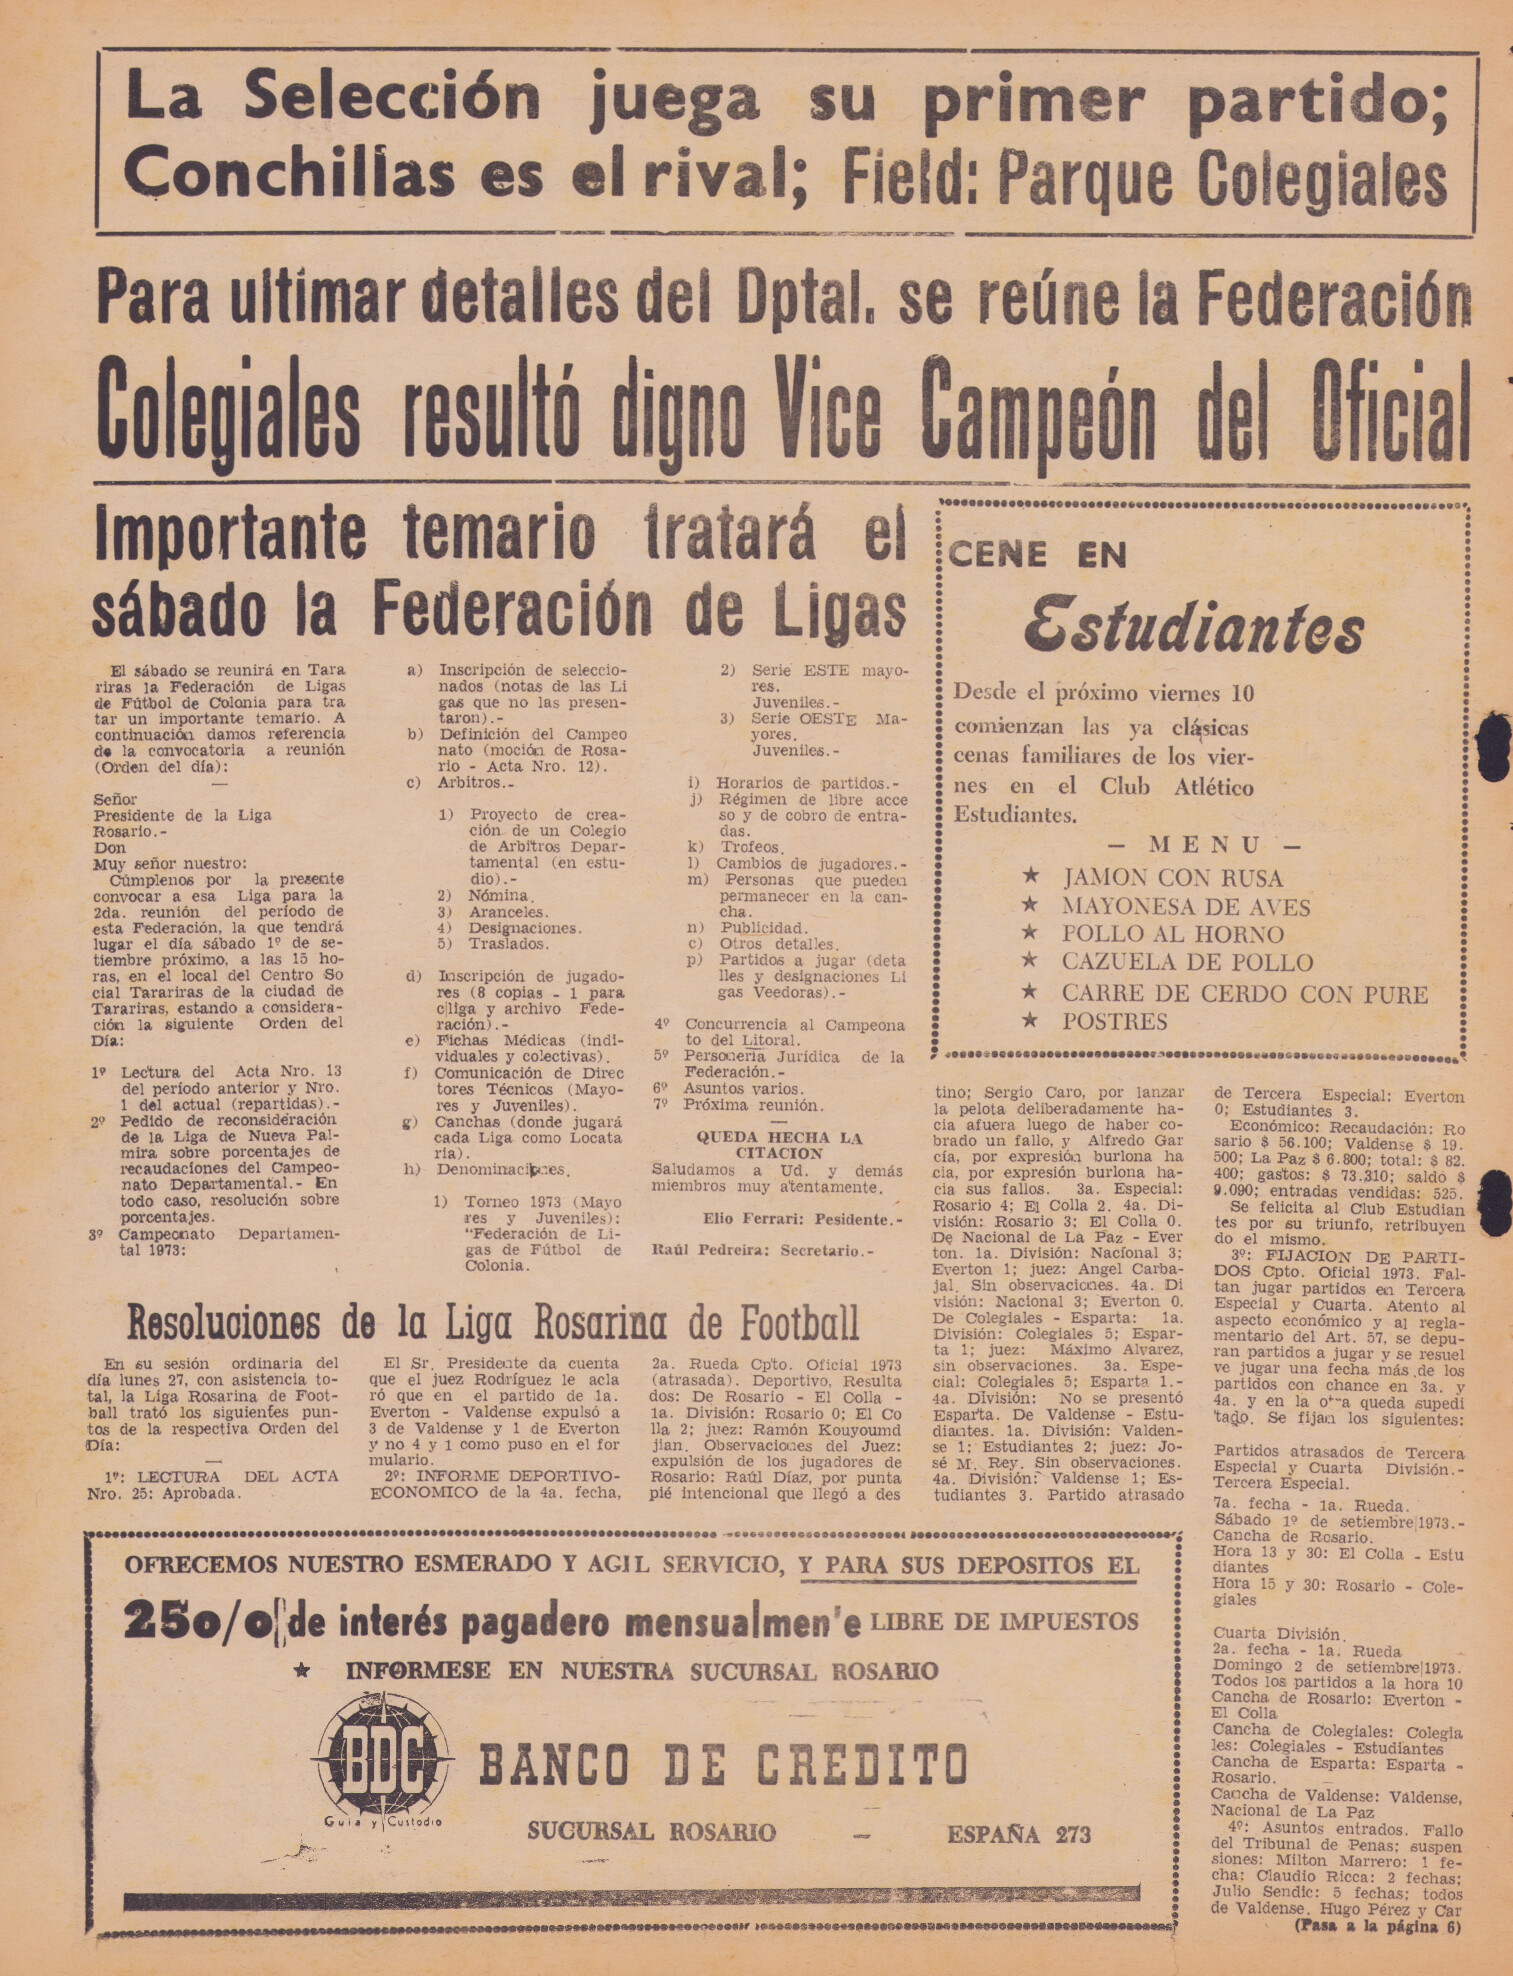 La Selección juega su primer partido;
Conchillas es el rival; Field: Parque Colegiales
Para ultimar detalles del Dptal. se reúne la Federación
Colegiales resultó digno Vice Campeón del Oficial
Importante temario tratará el
sábado la Federación de Ligas
El sábado se reunirá en Tara
riras la Federación de Ligas
de Fútbol de Colonia para tra
tar un importante temario. A
continuación damos referencia
de la convocatoria a reunión
(Orden del día):
—
Señor
Presidente de la Liga
Rosario.-
Don
Muy señor nuestro:
Cúmplenos por la presente
convocar a esa Liga para la
2da. reunión del período de
esta Federación, la que tendrá
lugar el día sábado 1º de se-
tiembre próximo, a las 15 ho-
ras, en el local del Centro So
cial Tarariras de la ciudad de
Tarariras, estando a considera-
ción la siguiente Orden del
Día:
1º Lectura del Acta Nro. 13
del período anterior y Nro.
1 del actual (repartidas).-
2º Pedido de reconsideración
de la Liga de Nueva Pal-
mira sobre porcentajes de
recaudaciones del Campeo-
nato Departamental.- En
todo caso, resolución sobre
porcentajes.
3º Campeonato Departamen-
tal 1973:
a) Inscripción de seleccio-
nados (notas de las Li
gas que no las presen-
taron).-
b) Definición del Campeo
nato (moción de Rosa-
rio - Acta Nro. 12).
c) Arbitros.-
1) Proyecto de crea-
ción de un Colegio
de Arbitros Depar-
tamental (en estu-
dio).-
2) Nómina.
3) Aranceles.
4) Designaciones.
5) Traslados.
d) Inscripción de jugado-
res (8 copias - 1 para
c|liga y archivo Fede-
ración).-
e) Fichas Médicas (indi-
viduales y colectivas).
f) Comunicación de Direc
tores Técnicos (Mayo-
res y Juveniles).
g) Canchas (donde jugará
cada Liga como Locata
ria).
h) Denominaciones.
1) Torneo 1973 (Mayo
res y Juveniles):
"Federación de Li-
gas de Fútbol de
Colonia.
2) Serie ESTE mayo-
res.
Juveniles.-
3) Serie OESTE Ma-
yores.
Juveniles.-
i) Horarios de partidos.-
j) Régimen de libre acce
so y de cobro de entra-
das.
k) Trofeos.
l) Cambios de jugadores.-
m) Personas que pueden
permanecer en la can-
cha.
n) Publicidad.
c) Otros detalles.
p) Partidos a jugar (deta
lles y designaciones Li
gas Veedoras).-
4º Concurrencia al Campeona
to del Litoral.
5º Personería Jurídica de la
Federación.-
6º Asuntos varios.
7º Próxima reunión.
—
QUEDA HECHA LA
CITACION
Saludamos a Ud. y demás
miembros muy atentamente.
Elio Ferrari: Pesidente.-
Raúl Pedreira: Secretario.-
CENE EN
Estudiantes
Desde el próximo viernes 10
comienzan las ya clásicas
cenas familiares de los vier-
nes en el Club Atlético
Estudiantes.
— MENU —
★ JAMON CON RUSA
★ MAYONESA DE AVES
★ POLLO AL HORNO
★ CAZUELA DE POLLO
★ CARRE DE CERDO CON PURE
★ POSTRES
Resoluciones de la Liga Rosarina de Football
En su sesión ordinaria del
día lunes 27, con asistencia to-
tal, la Liga Rosarina de Foot-
ball trató los siguientes pun-
tos de la respectiva Orden del
Día:
—
1º: LECTURA DEL ACTA
Nro. 25: Aprobada.
El Sr. Presidente da cuenta
que el juez Rodríguez le acla
ró que en el partido de 1a.
Everton - Valdense expulsó a
3 de Valdense y 1 de Everton
y no 4 y 1 como puso en el for
mulario.
2º: INFORME DEPORTIVO-
ECONOMICO de la 4a. fecha,
2a. Rueda Cpto. Oficial 1973
(atrasada). Deportivo, Resulta
dos: De Rosario - El Colla -
1a. División: Rosario 0; El Co
lla 2; juez: Ramón Kouyoumd
jian. Observaciones del Juez:
expulsión de los jugadores de
Rosario: Raúl Díaz, por punta
pié intencional que llegó a des
tino; Sergio Caro, por lanzar
la pelota deliberadamente ha-
cía afuera luego de haber co-
brado un fallo, y Alfredo Gar
cía, por expresión burlona ha
cia, por expresión burlona ha-
cia sus fallos. 3a. Especial:
Rosario 4; El Colla 2. 4a. Di-
visión: Rosario 3; El Colla 0.
De Nacional de La Paz - Ever
ton. 1a. División: Nacional 3;
Everton 1; juez: Angel Carba-
jal. Sin observaciones. 4a. Di
visión: Nacional 3; Everton 0.
De Colegiales - Esparta: 1a.
División: Colegiales 5; Espar-
ta 1; juez: Máximo Alvarez,
sin observaciones. 3a. Espe-
cial: Colegiales 5; Esparta 1.-
4a. División: No se presentó
Esparta. De Valdense - Estu-
diantes. 1a. División: Valden-
se 1; Estudiantes 2; juez: Jo-
sé M. Rey. Sin observaciones.
4a. División: Valdense 1; Es-
tudiantes 3. Partido atrasado
de Tercera Especial: Everton
0; Estudiantes 3.
Económico: Recaudación: Ro
sario $ 56.100; Valdense $ 19.
500; La Paz $ 6.800; total: $ 82.
400; gastos: $ 73.310; saldo $
9.090; entradas vendidas: 525.
Se felicita al Club Estudian
tes por su triunfo, retribuyen
do el mismo.
3º: FIJACION DE PARTI-
DOS Cpto. Oficial 1973. Fal-
tan jugar partidos en Tercera
Especial y Cuarta. Atento al
aspecto económico y al regla-
mentario del Art. 57, se depu-
ran partidos a jugar y se resuel
ve jugar una fecha más de los
partidos con chance en 3a. y
4a. y en la otra queda supedi
tado. Se fijan los siguientes:
Partidos atrasados de Tercera
Especial y Cuarta División.-
Tercera Especial.
7a. fecha - 1a. Rueda.
Sábado 1º de setiembre|1973.-
Cancha de Rosario.
Hora 13 y 30: El Colla - Estu
diantes
Hora 15 y 30: Rosario - Cole-
giales
Cuarta División.
2a. fecha - 1a. Rueda
Domingo 2 de setiembre|1973.
Todos los partidos a la hora 10
Cancha de Rosario: Everton -
El Colla
Cancha de Colegiales: Colegia
les: Colegiales - Estudiantes
Cancha de Esparta: Esparta -
Rosario.
Cancha de Valdense: Valdense,
Nacional de La Paz
4º: Asuntos entrados. Fallo
del Tribunal de Penas; suspen
siones: Milton Marrero: 1 fe-
cha; Claudio Ricca: 2 fechas;
Julio Sendic: 5 fechas; todos
de Valdense. Hugo Pérez y Car
(Pasa a la página 6)
OFRECEMOS NUESTRO ESMERADO Y AGIL SERVICIO, Y PARA SUS DEPOSITOS EL
25o/o de interés pagadero mensualmen'e LIBRE DE IMPUESTOS
★ INFORMESE EN NUESTRA SUCURSAL ROSARIO
BDC
Guia y Custodio
BANCO DE CREDITO
SUCURSAL ROSARIO — ESPAÑA 273